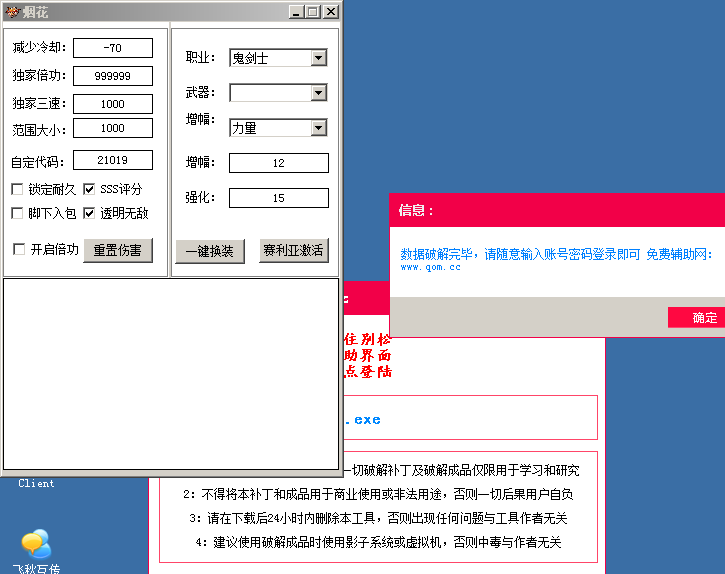 烟花
减少冷却： -70
独家倍功： 999999
独家三速： 1000
范围大小： 1000
自定代码： 21019
锁定耐久 SSS评分
脚下入包 透明无敌
开启倍功 重置伤害
职业： 鬼剑士
武器：
增幅： 力量
增幅： 12
强化： 15
一键换装 赛利亚激活
信息：
数据破解完毕，请随意输入账号密码登录即可 免费辅助网：
www.qom.cc
确定
住别松
助界面
点登陆
.exe
一切破解补丁及破解成品仅限用于学习和研究
2：不得将本补丁和成品用于商业使用或非法用途，否则一切后果用户自负
3：请在下载后24小时内删除本工具，否则出现任何问题与工具作者无关
4：建议使用破解成品时使用影子系统或虚拟机，否则中毒与作者无关
Client
飞秋互传